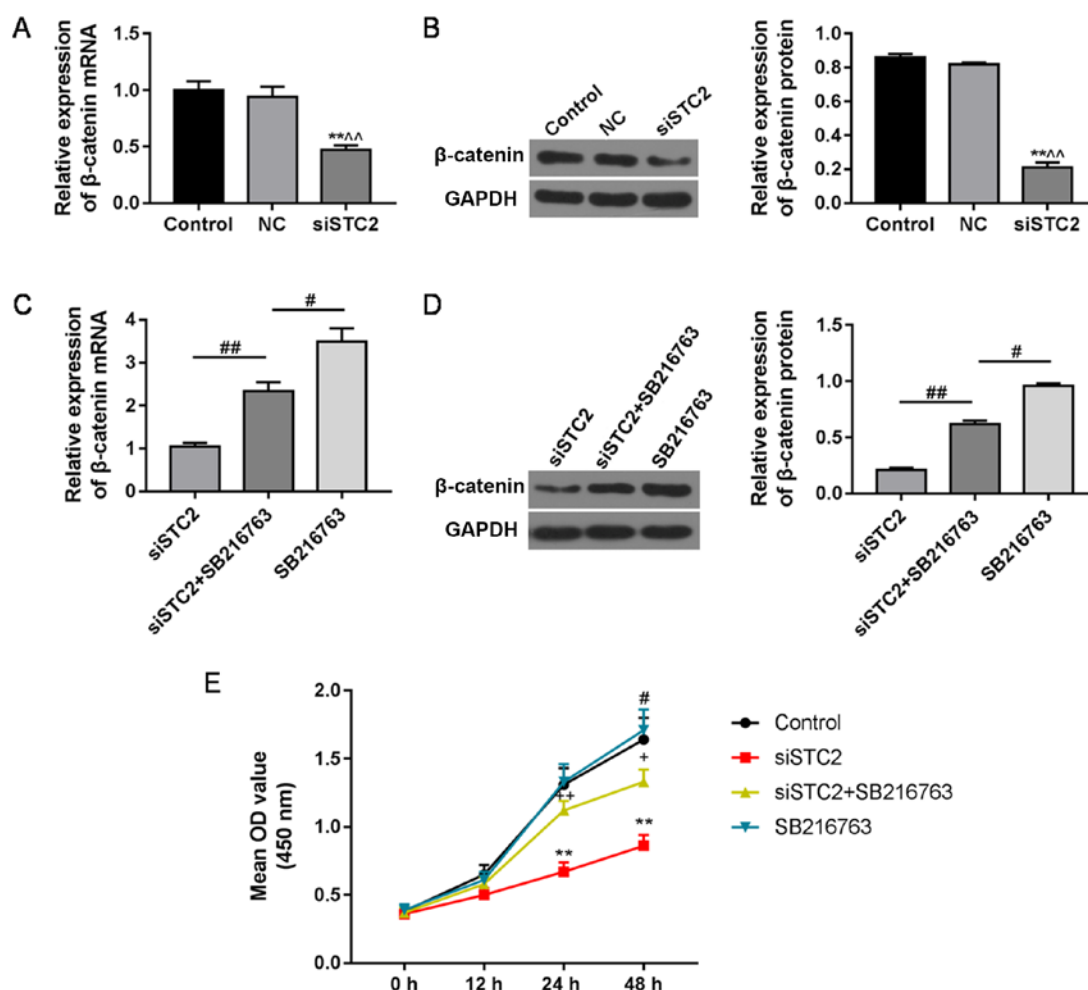 A
Relative expression
of β-catenin mRNA
1.5
1.0
0.5
0.0
**^^
Control
NC
siSTC2
B
Control
NC
siSTC2
β-catenin
GAPDH
Relative expression
of β-catenin protein
1.0
0.8
0.6
0.4
0.2
0.0
**^^
Control
NC
siSTC2
C
Relative expression
of β-catenin mRNA
4
3
2
1
0
##
#
siSTC2
siSTC2+SB216763
SB216763
D
siSTC2
siSTC2+SB216763
SB216763
β-catenin
GAPDH
Relative expression
of β-catenin protein
1.5
1.0
0.5
0.0
##
#
siSTC2
siSTC2+SB216763
SB216763
E
Mean OD value
(450 nm)
2.0
1.5
1.0
0.5
0.0
#
+
++
**
**
0 h
12 h
24 h
48 h
Control
siSTC2
siSTC2+SB216763
SB216763